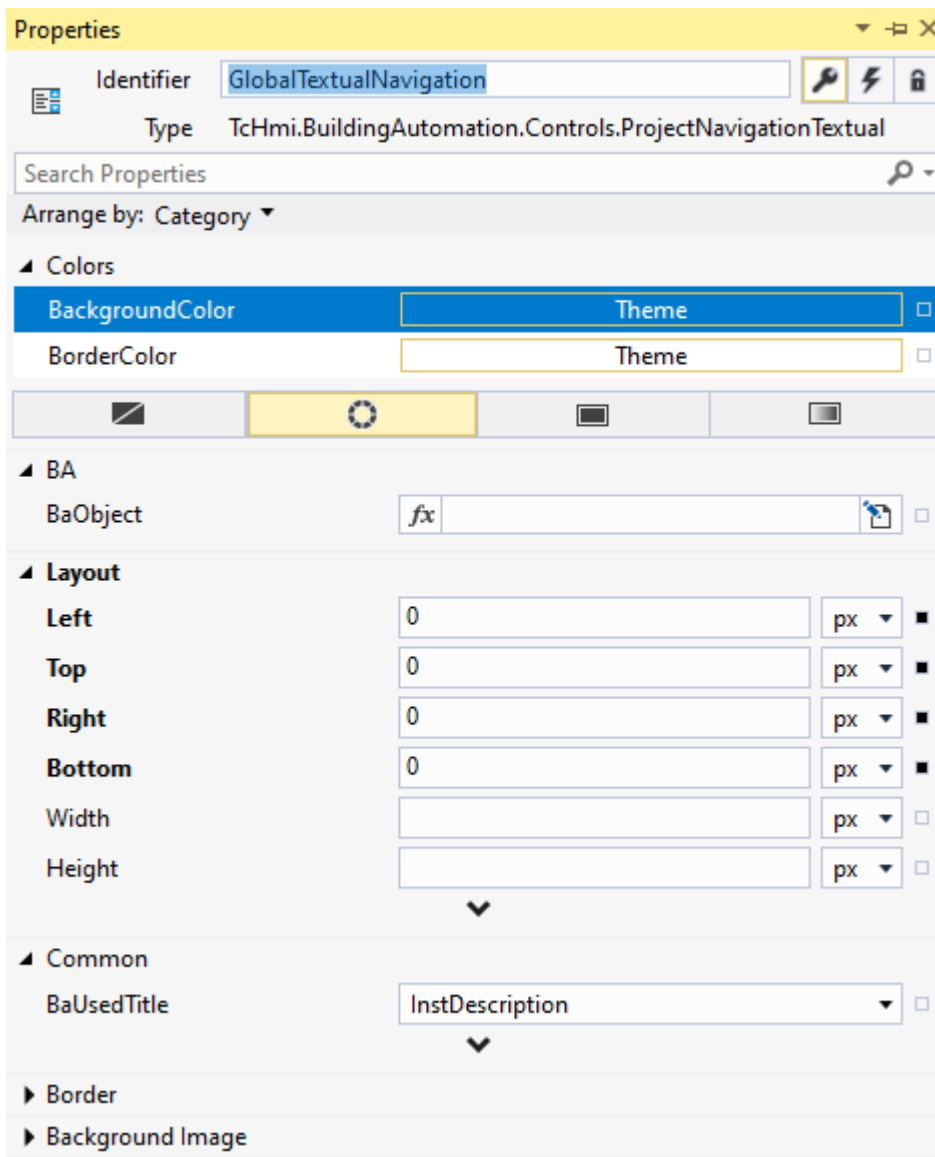 Properties
Identifier GlobalTextualNavigation
Type TcHmi.BuildingAutomation.Controls.ProjectNavigationTextual
Search Properties
Arrange by: Category
Colors
BackgroundColor Theme
BorderColor Theme
BA
BaObject fx
Layout
Left 0 px
Top 0 px
Right 0 px
Bottom 0 px
Width px
Height px
Common
BaUsedTitle InstDescription
Border
Background Image